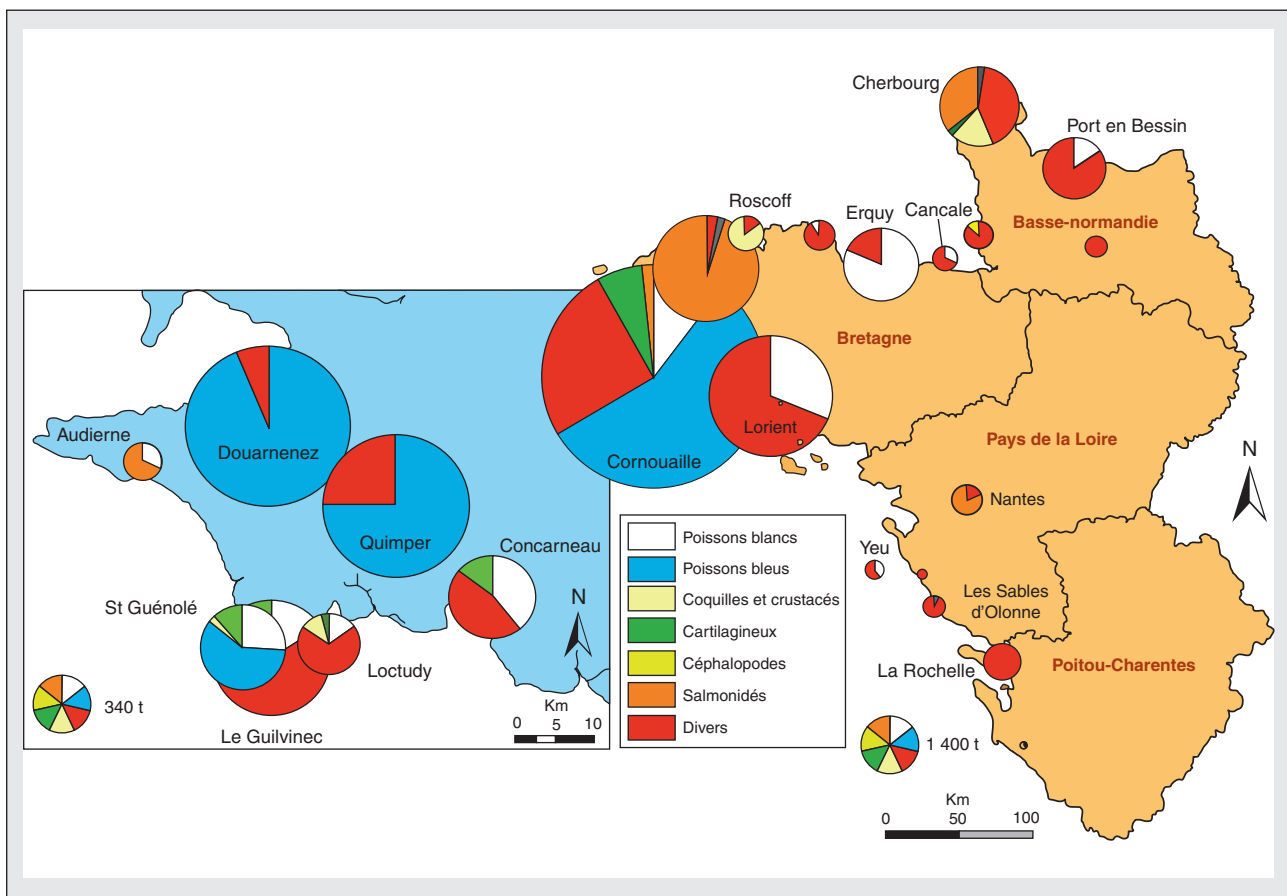 Cherbourg
Port en Bessin
Roscoff
Erquy
Cancale
Basse-normandie
Bretagne
Lorient
Cornouaille
Pays de la Loire
N
Nantes
Yeu
Les Sables
d'Olonne
La Rochelle
Poitou-Charentes
1 400 t
Km
0 50 100
Audierne
Douarnenez
Quimper
Concarneau
St Guénolé
N
Loctudy
340 t
Le Guilvinec
Km
0 5 10
Poissons blancs
Poissons bleus
Coquilles et crustacés
Cartilagineux
Céphalopodes
Salmonidés
Divers